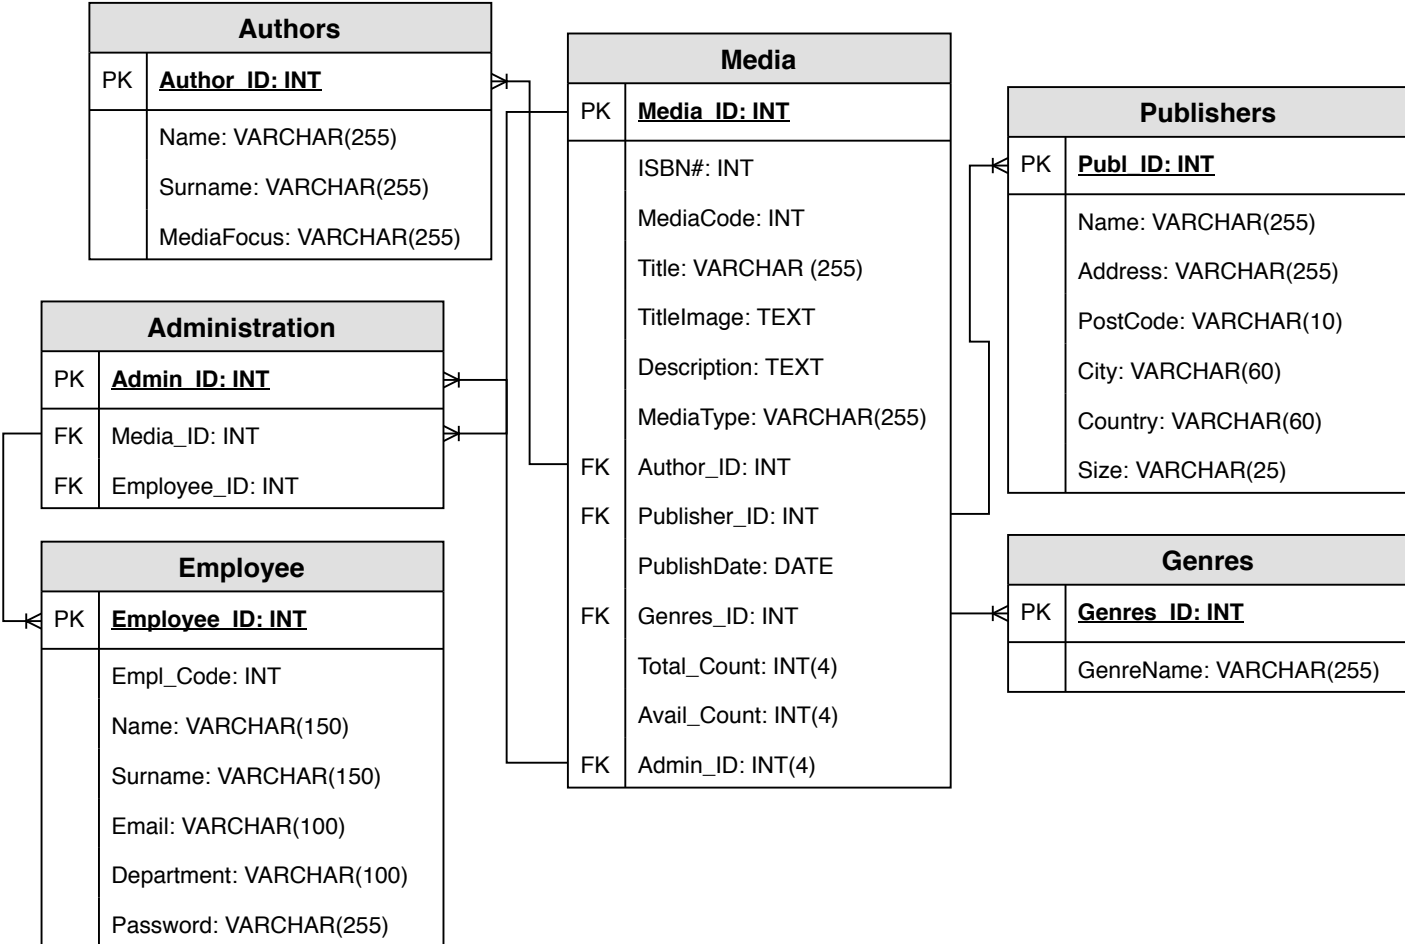 Authors
PK Author_ID: INT
Name: VARCHAR(255)
Surname: VARCHAR(255)
MediaFocus: VARCHAR(255)
Administration
PK Admin_ID: INT
FK Media_ID: INT
FK Employee_ID: INT
Employee
PK Employee_ID: INT
Empl_Code: INT
Name: VARCHAR(150)
Surname: VARCHAR(150)
Email: VARCHAR(100)
Department: VARCHAR(100)
Password: VARCHAR(255)
Media
PK Media_ID: INT
ISBN#: INT
MediaCode: INT
Title: VARCHAR (255)
TitleImage: TEXT
Description: TEXT
MediaType: VARCHAR(255)
FK Author_ID: INT
FK Publisher_ID: INT
PublishDate: DATE
FK Genres_ID: INT
Total_Count: INT(4)
Avail_Count: INT(4)
FK Admin_ID: INT(4)
Publishers
PK Publ_ID: INT
Name: VARCHAR(255)
Address: VARCHAR(255)
PostCode: VARCHAR(10)
City: VARCHAR(60)
Country: VARCHAR(60)
Size: VARCHAR(25)
Genres
PK Genres_ID: INT
GenreName: VARCHAR(255)